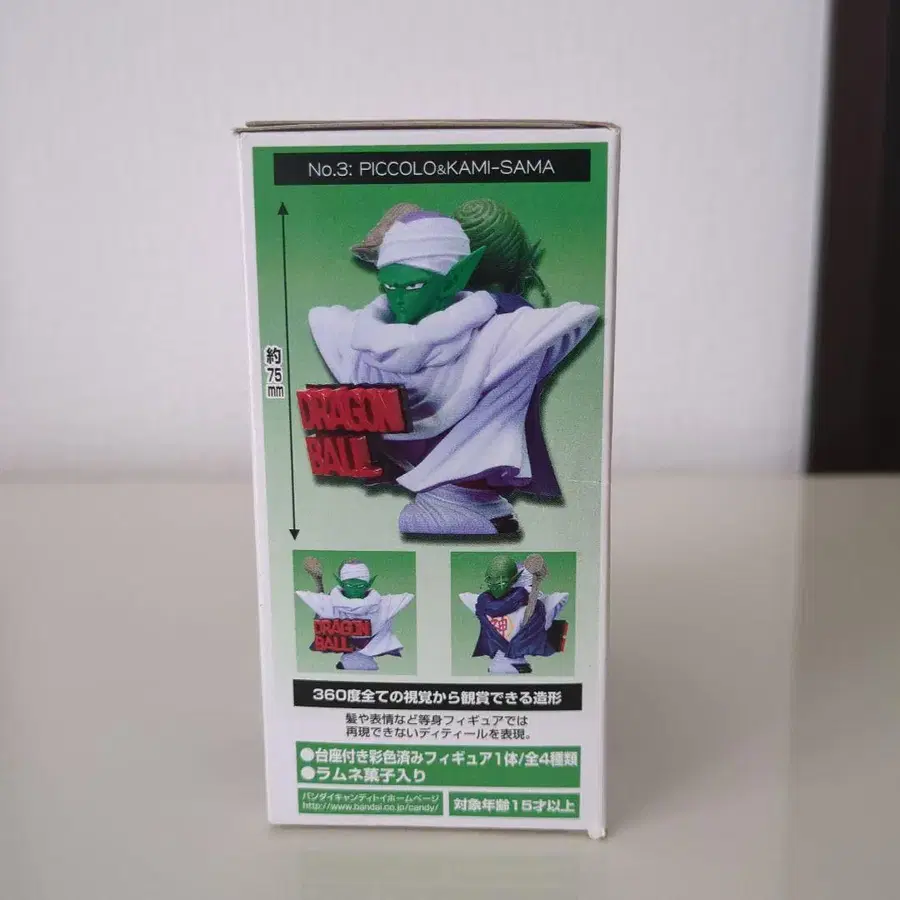 No.3: PICCOLO&KAMI-SAMA
約75mm
DRAGON
BALL
DRAGON
BALL
神
360度全ての視覚から観賞できる造形
髪や表情など等身フィギュアでは
再現できないディティールを表現。
●台座付き彩色済みフィギュア1体/全4種類
●ラムネ菓子入り
バンダイキャンディトイホームページ
http://www.bandai.co.jp/candy/
対象年齢15才以上